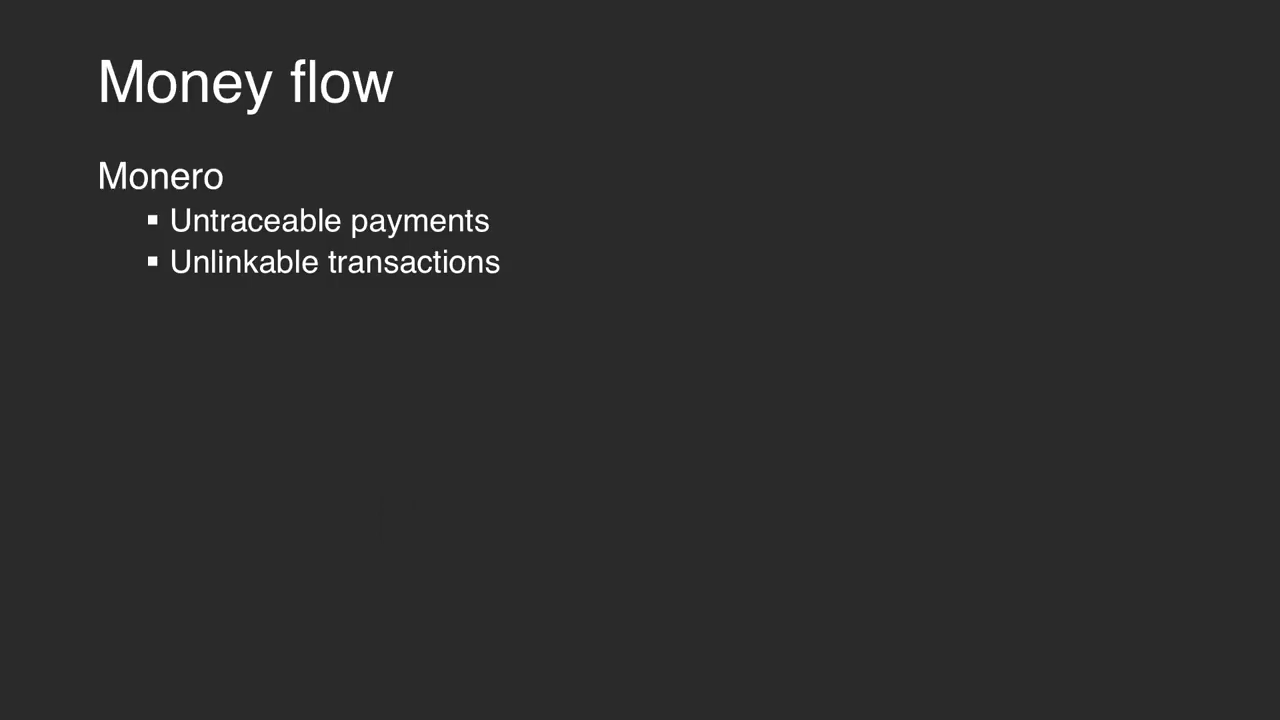 Money flow
Monero
▪ Untraceable payments
▪ Unlinkable transactions